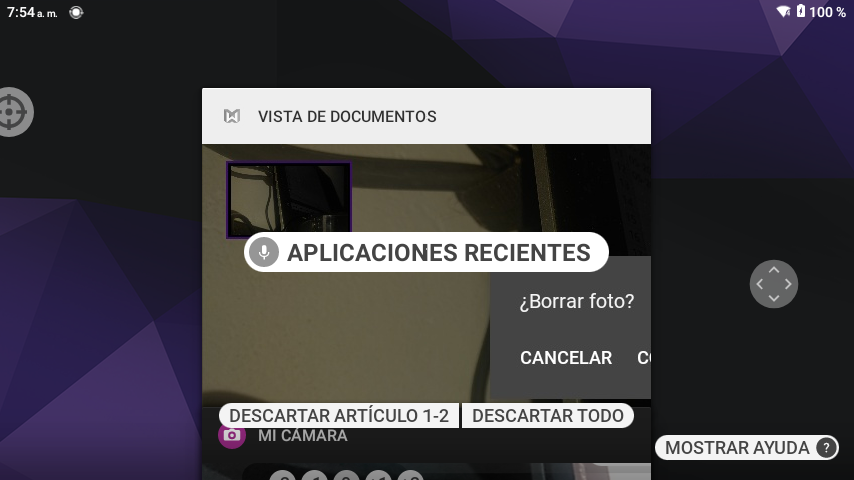 7:54 a. m.
100 %
VISTA DE DOCUMENTOS
APLICACIONES RECIENTES
¿Borrar foto?
CANCELAR
DESCARTAR ARTÍCULO 1-2
DESCARTAR TODO
MI CÁMARA
MOSTRAR AYUDA ?